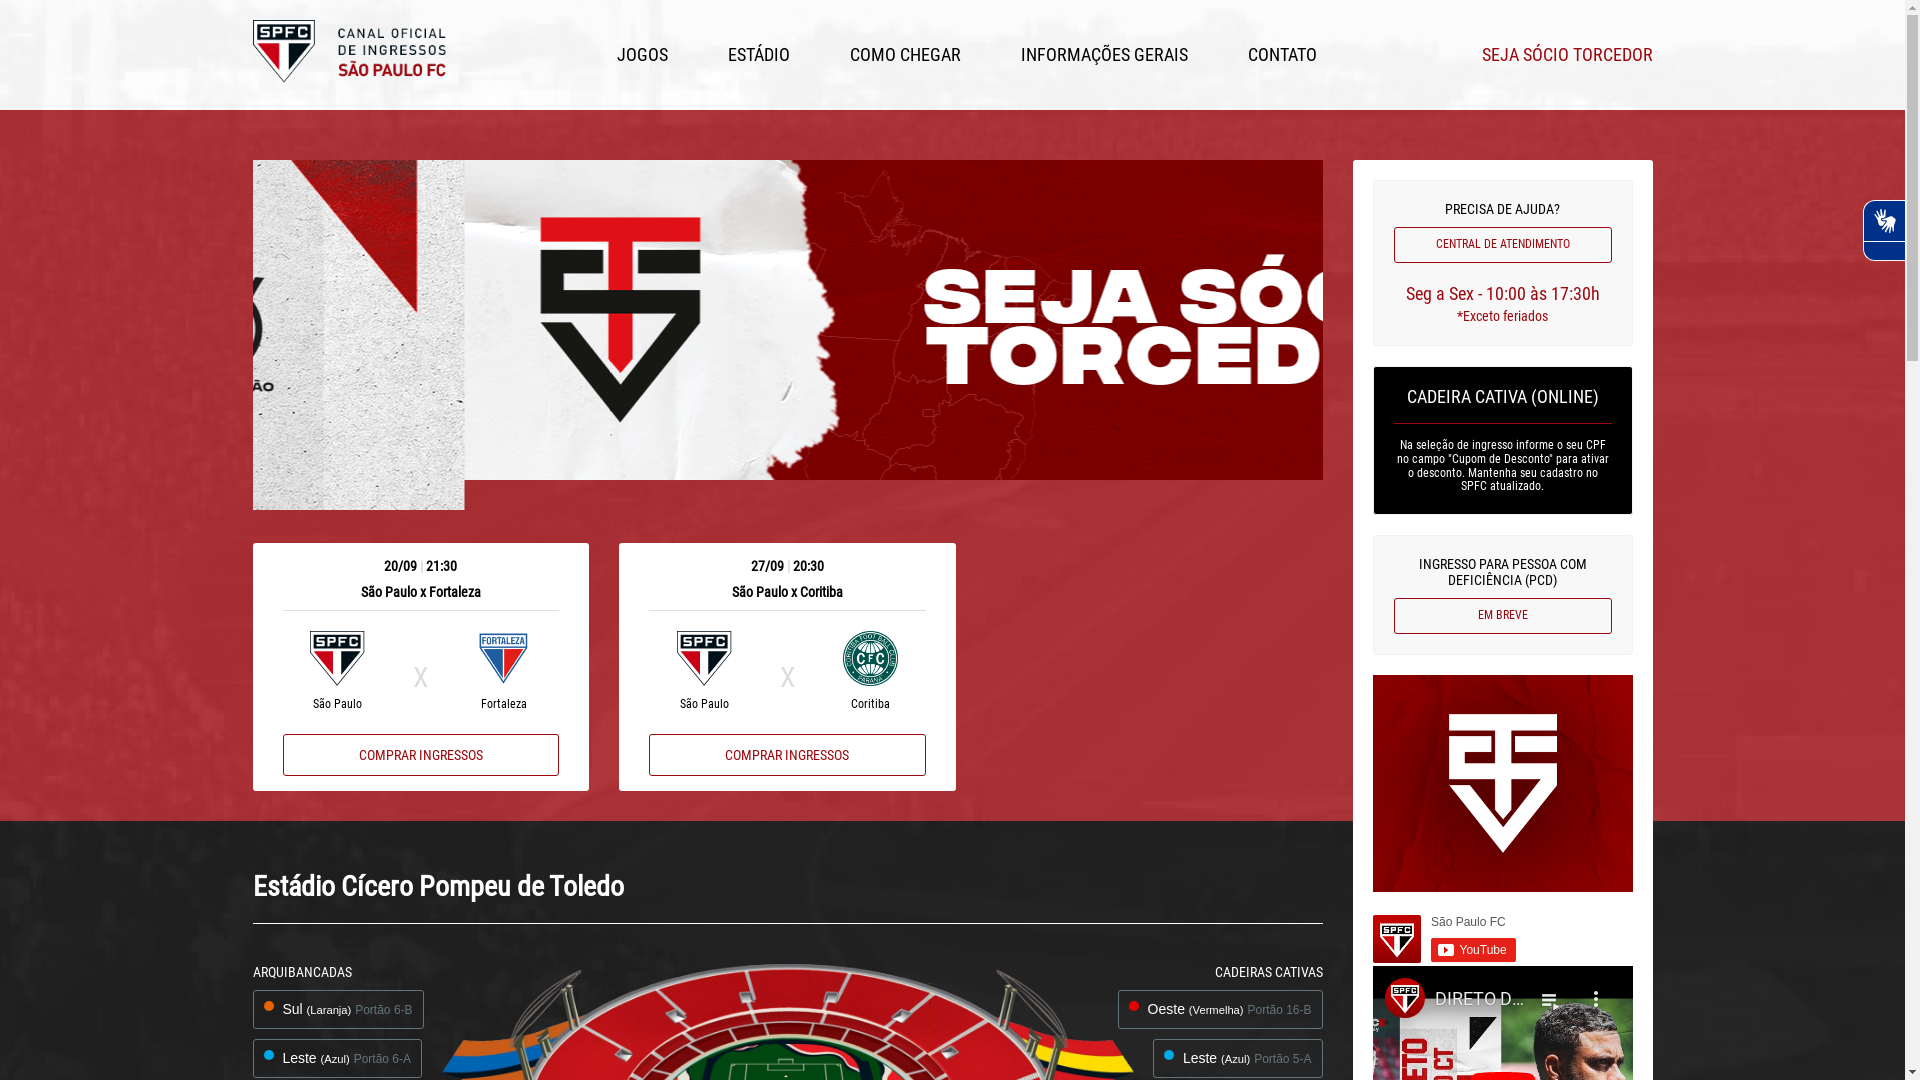 SPFC
CANAL OFICIAL
DE INGRESSOS
SÃO PAULO FC
JOGOS
ESTÁDIO
COMO CHEGAR
INFORMAÇÕES GERAIS
CONTATO
SEJA SÓCIO TORCEDOR
ÃO
SEJA SÓC
TORCED
20/09 | 21:30
São Paulo x Fortaleza
SPFC
X
FORTALEZA
São Paulo
Fortaleza
COMPRAR INGRESSOS
27/09 | 20:30
São Paulo x Coritiba
SPFC
X
CFC
São Paulo
Coritiba
COMPRAR INGRESSOS
PRECISA DE AJUDA?
CENTRAL DE ATENDIMENTO
Seg a Sex - 10:00 às 17:30h
*Exceto feriados
CADEIRA CATIVA (ONLINE)
Na seleção de ingresso informe o seu CPF
no campo "Cupom de Desconto" para ativar
o desconto. Mantenha seu cadastro no
SPFC atualizado.
INGRESSO PARA PESSOA COM
DEFICIÊNCIA (PCD)
EM BREVE
SPFC
São Paulo FC
YouTube
SPFC
DIRETO D...
Estádio Cícero Pompeu de Toledo
ARQUIBANCADAS
Sul (Laranja) Portão 6-B
Leste (Azul) Portão 6-A
CADEIRAS CATIVAS
Oeste (Vermelha) Portão 16-B
Leste (Azul) Portão 5-A